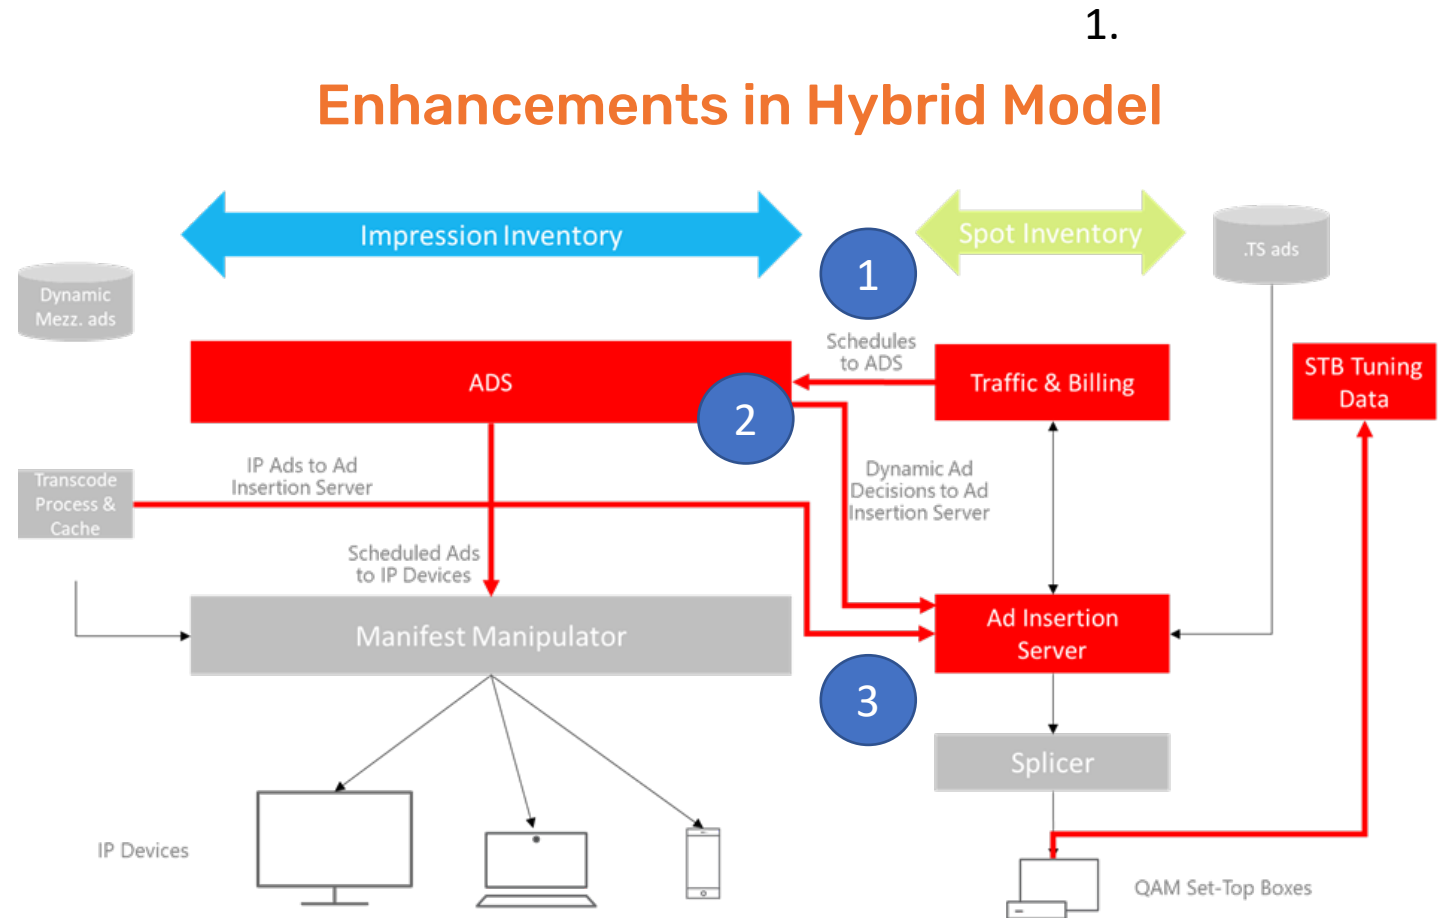 1.
Enhancements in Hybrid Model
Impression Inventory
Spot Inventory
.TS ads
Dynamic
Mezz. ads
1
Schedules
to ADS
ADS
Traffic & Billing
STB Tuning
Data
2
IP Ads to Ad
Insertion Server
Transcode
Process &
Cache
Dynamic Ad
Decisions to Ad
Insertion Server
Scheduled Ads
to IP Devices
Manifest Manipulator
Ad Insertion
Server
3
Splicer
IP Devices
QAM Set-Top Boxes